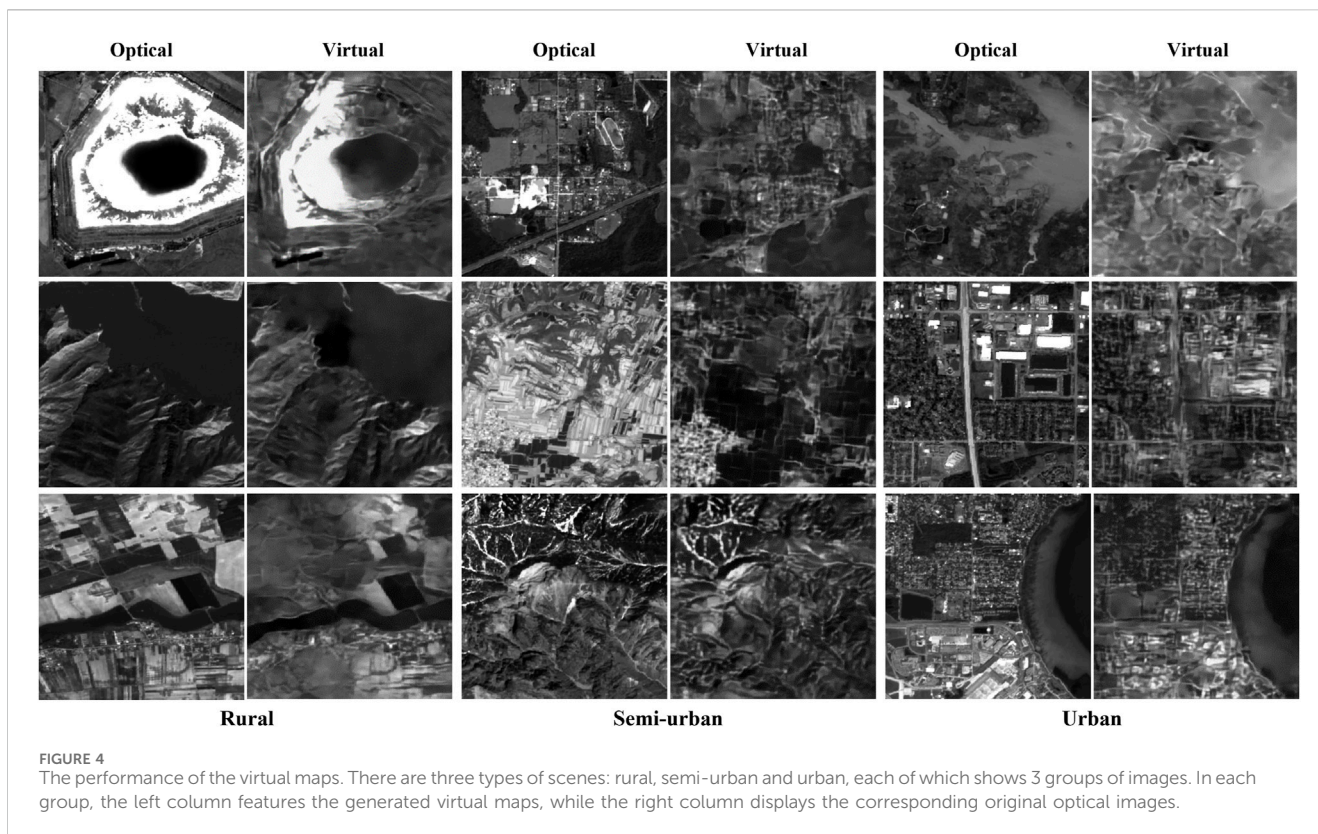 Optical Virtual Optical Virtual Optical Virtual
Rural Semi-urban Urban
FIGURE 4
The performance of the virtual maps. There are three types of scenes: rural, semi-urban and urban, each of which shows 3 groups of images. In each
group, the left column features the generated virtual maps, while the right column displays the corresponding original optical images.